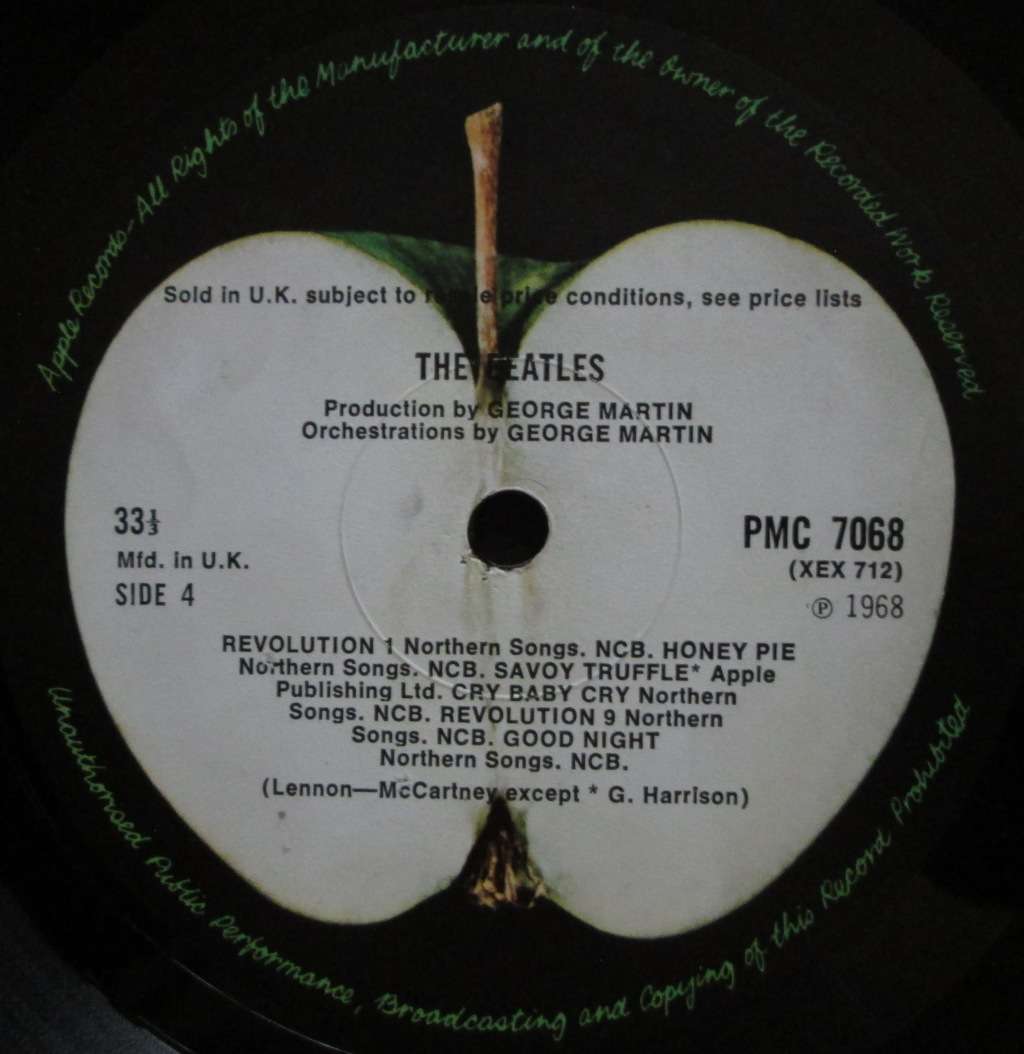 Apple Records-All Rights of the Manufacturer and of the Owner of the Recorded Work Reserved
Sold in U.K. subject to resale price conditions, see price lists
THE BEATLES
Production by GEORGE MARTIN
Orchestrations by GEORGE MARTIN
33⅓
Mfd. in U.K.
SIDE 4
PMC 7068
(XEX 712)
℗ 1968
REVOLUTION 1 Northern Songs. NCB. HONEY PIE
Northern Songs. NCB. SAVOY TRUFFLE* Apple
Publishing Ltd. CRY BABY CRY Northern
Songs. NCB. REVOLUTION 9 Northern
Songs. NCB. GOOD NIGHT
Northern Songs. NCB.
(Lennon—McCartney except * G. Harrison)
Unauthorised Public Performance, Broadcasting and Copying of this Record Prohibited